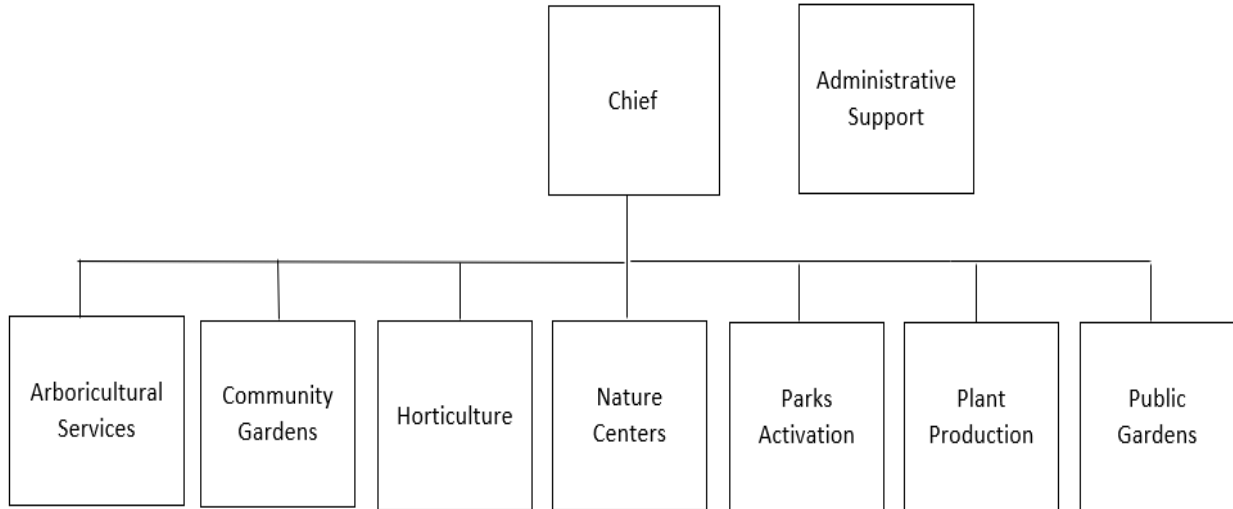 Chief
Administrative
Support
Arboricultural
Services
Community
Gardens
Horticulture
Nature
Centers
Parks
Activation
Plant
Production
Public
Gardens